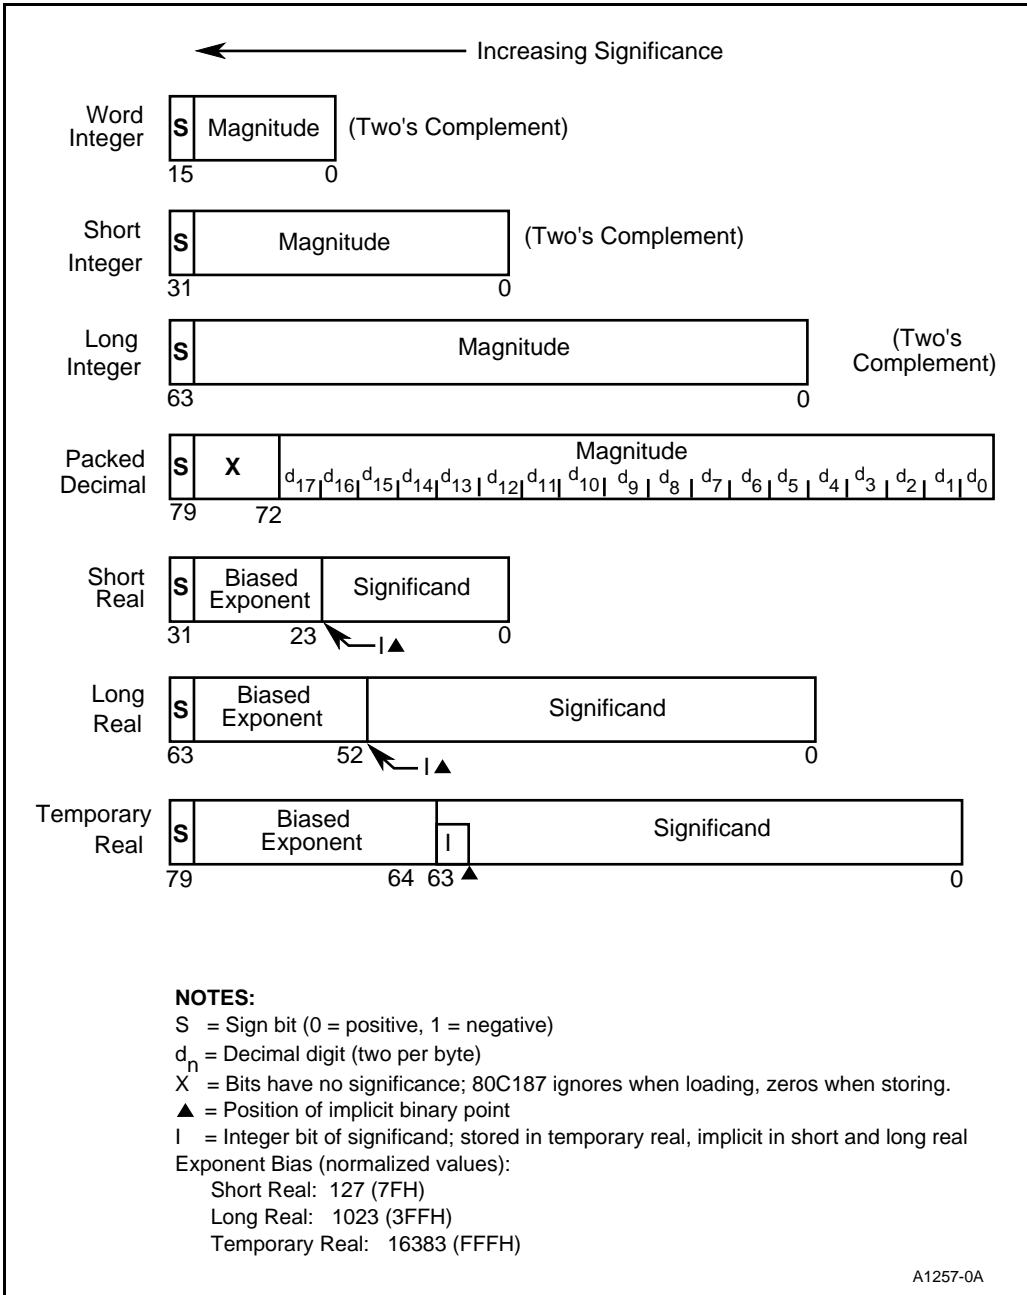 Increasing Significance
Word Integer
S Magnitude (Two's Complement)
15 0
Short Integer
S Magnitude (Two's Complement)
31 0
Long Integer
S Magnitude (Two's Complement)
63 0
Packed Decimal
S X Magnitude
d17 d16 d15 d14 d13 d12 d11 d10 d9 d8 d7 d6 d5 d4 d3 d2 d1 d0
79 72
Short Real
S Biased Exponent Significand
31 23 I▲ 0
Long Real
S Biased Exponent Significand
63 52 I▲ 0
Temporary Real
S Biased Exponent I Significand
79 64 63 ▲ 0
NOTES:
S = Sign bit (0 = positive, 1 = negative)
dn = Decimal digit (two per byte)
X = Bits have no significance; 80C187 ignores when loading, zeros when storing.
▲ = Position of implicit binary point
I = Integer bit of significand; stored in temporary real, implicit in short and long real
Exponent Bias (normalized values):
Short Real: 127 (7FH)
Long Real: 1023 (3FFH)
Temporary Real: 16383 (FFFH)
A1257-0A